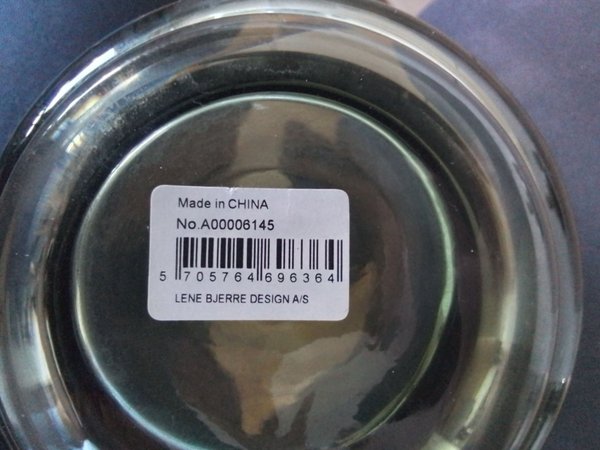 Made in CHINA
No.A00006145
5 705764 696364
LENE BJERRE DESIGN A/S